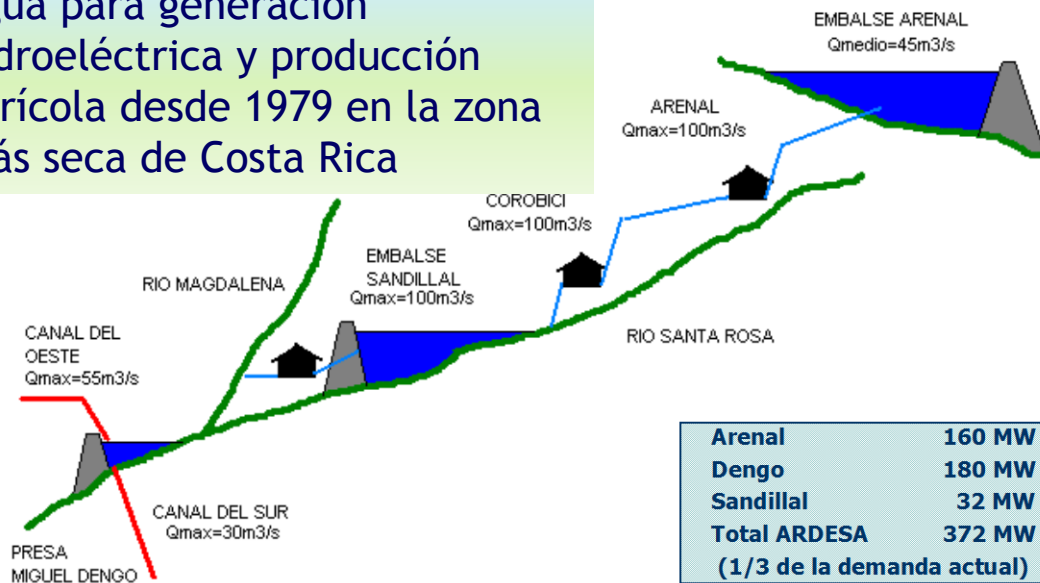 gua para generación
droeléctrica y producción
rícola desde 1979 en la zona
ás seca de Costa Rica
EMBALSE ARENAL
Qmedio=45m3/s
ARENAL
Qmax=100m3/s
COROBICI
Qmax=100m3/s
EMBALSE
SANDILLAL
Qmax=100m3/s
RIO MAGDALENA
RIO SANTA ROSA
CANAL DEL
OESTE
Qmax=55m3/s
CANAL DEL SUR
Qmax=30m3/s
PRESA
MIGUEL DENGO
Arenal 160 MW
Dengo 180 MW
Sandillal 32 MW
Total ARDESA 372 MW
(1/3 de la demanda actual)